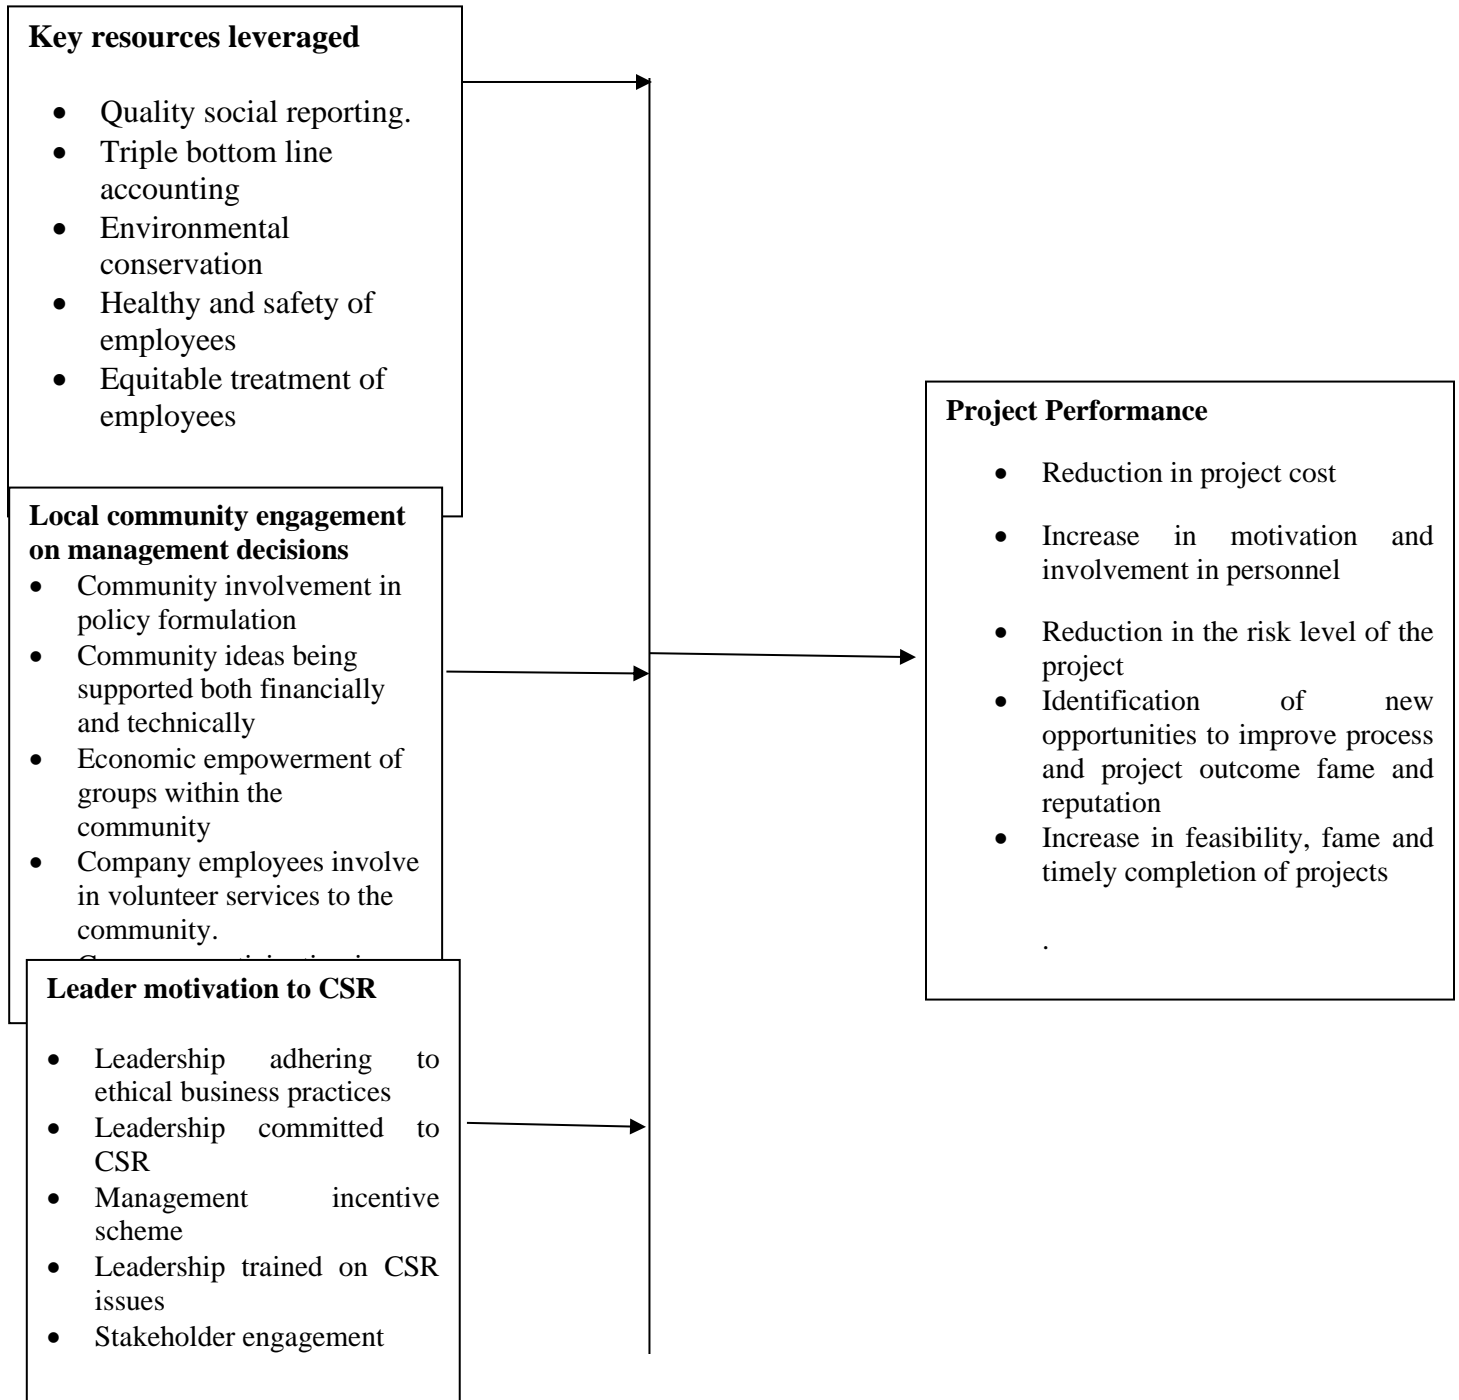 Key resources leveraged
• Quality social reporting.
• Triple bottom line
accounting
• Environmental
conservation
• Healthy and safety of
employees
• Equitable treatment of
employees
Local community engagement
on management decisions
• Community involvement in
policy formulation
• Community ideas being
supported both financially
and technically
• Economic empowerment of
groups within the
community
• Company employees involve
in volunteer services to the
community.
Leader motivation to CSR
• Leadership adhering to
ethical business practices
• Leadership committed to
CSR
• Management incentive
scheme
• Leadership trained on CSR
issues
• Stakeholder engagement
Project Performance
• Reduction in project cost
• Increase in motivation and
involvement in personnel
• Reduction in the risk level of the
project
• Identification of new
opportunities to improve process
and project outcome fame and
reputation
• Increase in feasibility, fame and
timely completion of projects
.